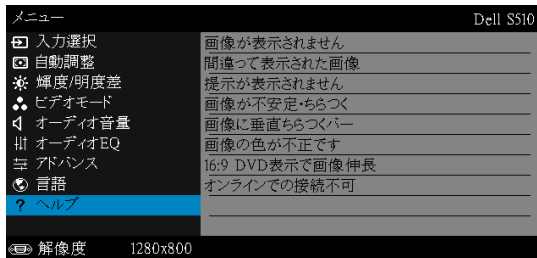 メニュー
Dell S510
入力選択
自動調整
輝度/明度差
ビデオモード
オーディオ音量
オーディオEQ
アドバンス
言語
? ヘルプ
画像が表示されません
間違って表示された画像
提示が表示されません
画像が不安定・ちらつく
画像に垂直ちらつくバー
画像の色が不正です
16:9 DVD表示で画像伸長
オンラインでの接続不可
解像度 1280x800